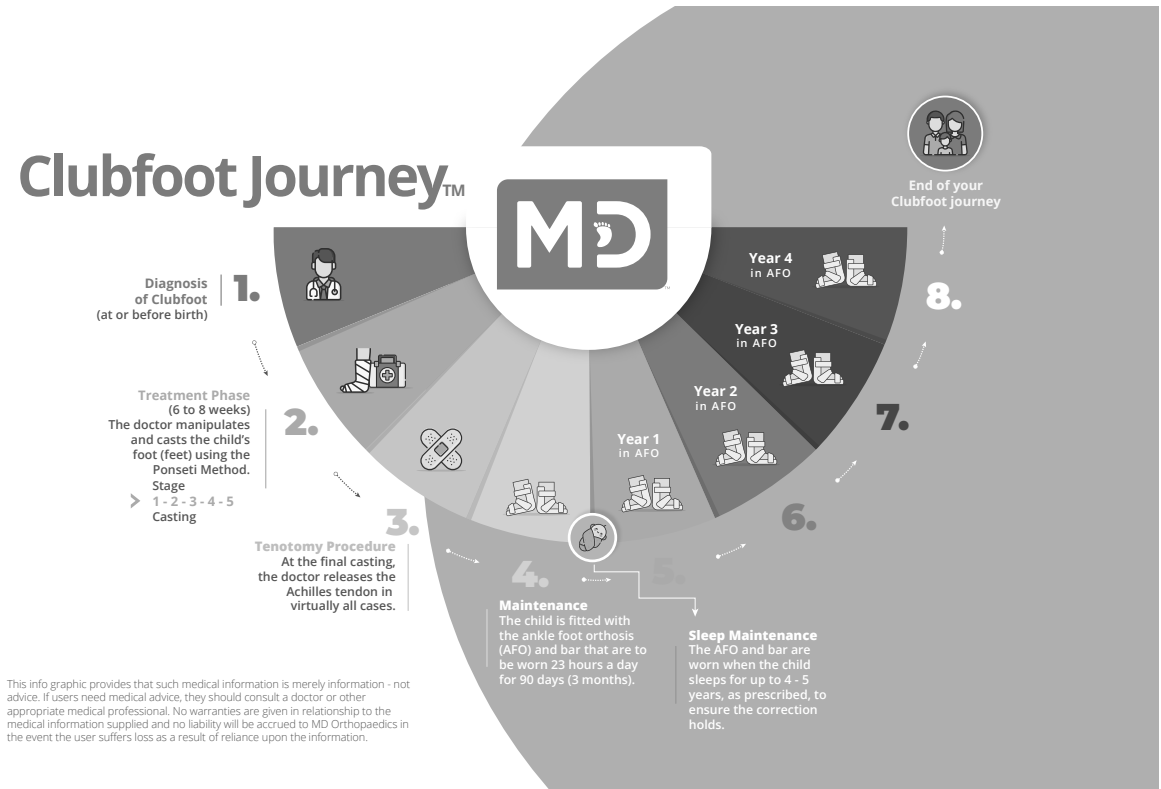 Clubfoot Journey™
MD
™
1.
Diagnosis
of Clubfoot
(at or before birth)
2.
Treatment Phase
(6 to 8 weeks)
The doctor manipulates
and casts the child’s
foot (feet) using the
Ponseti Method.
Stage
> 1 - 2 - 3 - 4 - 5
Casting
3.
Tenotomy Procedure
At the final casting,
the doctor releases the
Achilles tendon in
virtually all cases.
4.
Maintenance
The child is fitted with
the ankle foot orthosis
(AFO) and bar that are to
be worn 23 hours a day
for 90 days (3 months).
5.
Sleep Maintenance
The AFO and bar are
worn when the child
sleeps for up to 4 - 5
years, as prescribed, to
ensure the correction
holds.
Year 1
in AFO
6.
Year 2
in AFO
7.
Year 3
in AFO
8.
Year 4
in AFO
End of your
Clubfoot journey
This info graphic provides that such medical information is merely information - not
advice. If users need medical advice, they should consult a doctor or other
appropriate medical professional. No warranties are given in relationship to the
medical information supplied and no liability will be accrued to MD Orthopaedics in
the event the user suffers loss as a result of reliance upon the information.